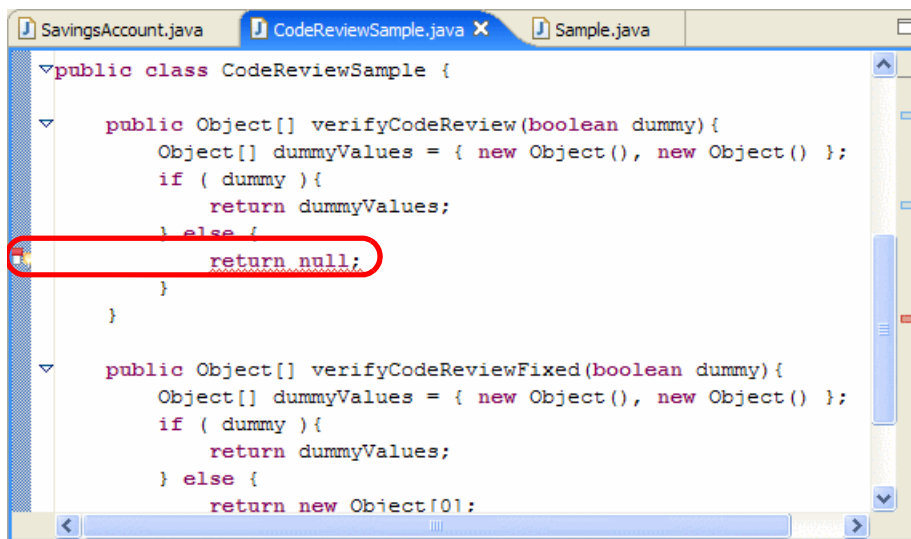 SavingsAccount.java CodeReviewSample.java Sample.java
public class CodeReviewSample {
public Object[] verifyCodeReview(boolean dummy){
Object[] dummyValues = { new Object(), new Object() };
if ( dummy ){
return dummyValues;
} else {
return null;
}
}
public Object[] verifyCodeReviewFixed(boolean dummy){
Object[] dummyValues = { new Object(), new Object() };
if ( dummy ){
return dummyValues;
} else {
return new Object[0];